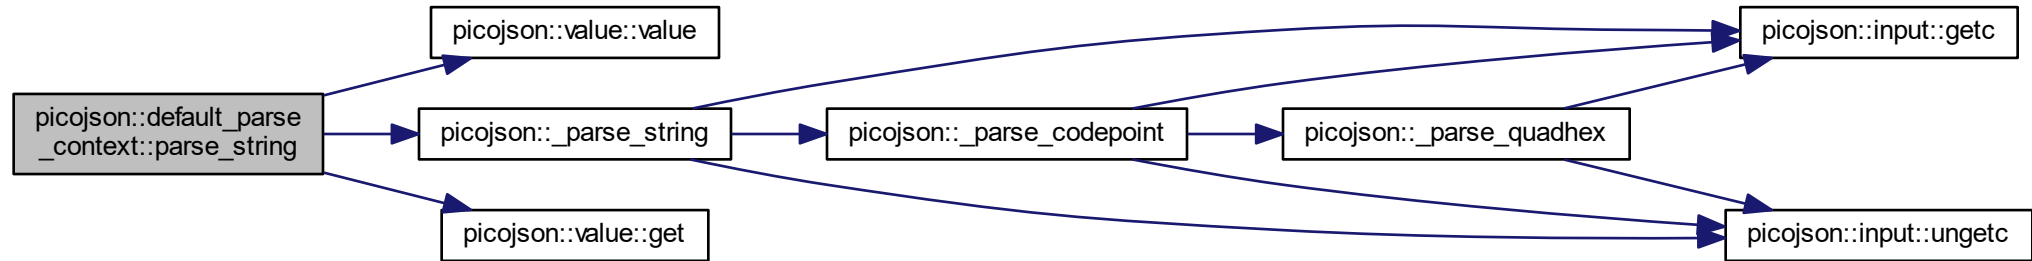 picojson::value::value
picojson::input::getc
picojson::default_parse
_context::parse_string
picojson::_parse_string
picojson::_parse_codepoint
picojson::_parse_quadhex
picojson::value::get
picojson::input::ungetc